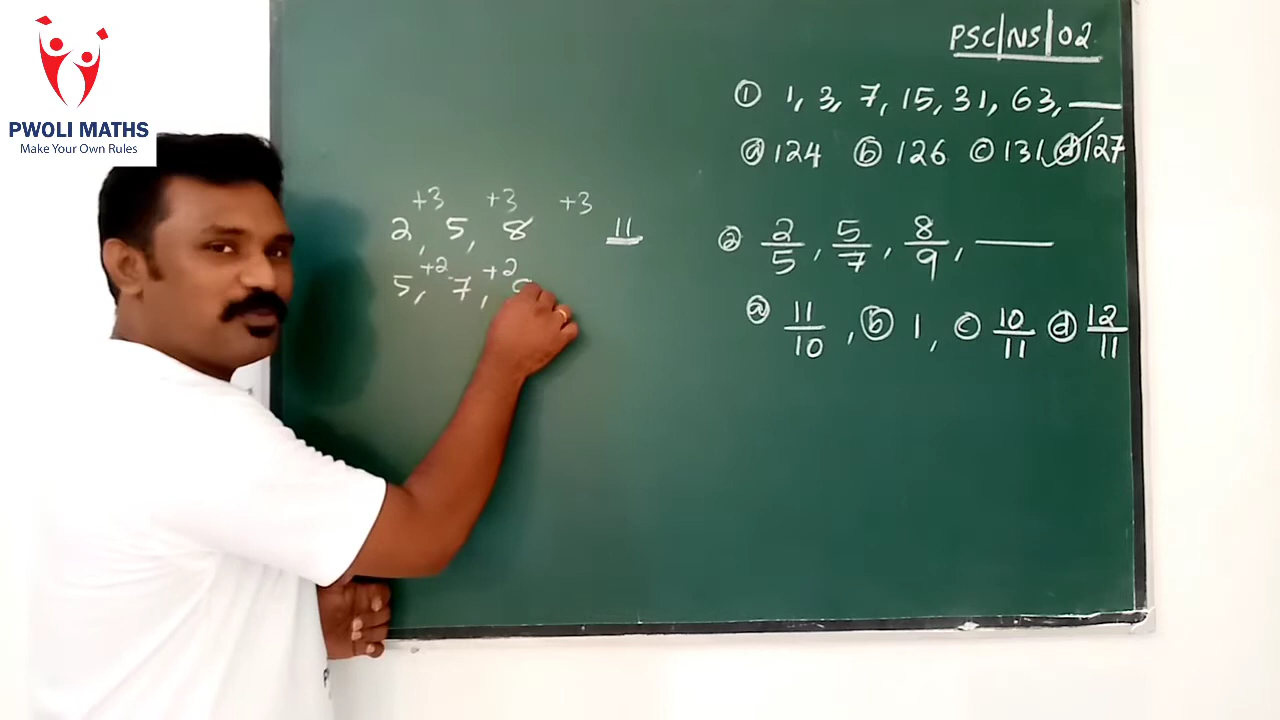 PWOLI MATHS
Make Your Own Rules
PSC/NS/02
① 1, 3, 7, 15, 31, 63, ___
ⓐ 124 ⓑ 126 ⓒ 131 ⓓ 127
+3 +3 +3
2, 5, 8 11
+2 +2
5, 7, 9
② 2/5, 5/7, 8/9, ___
ⓐ 11/10, ⓑ 1, ⓒ 10/11 ⓓ 12/11